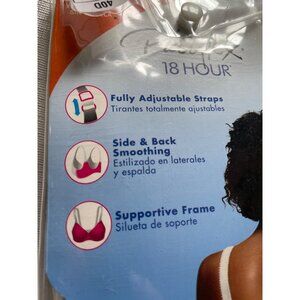 40D
18 HOUR
Fully Adjustable Straps
Tirantes totalmente ajustables
Side & Back
Smoothing
Estilizado en laterales
y espalda
Supportive Frame
Silueta de soporte